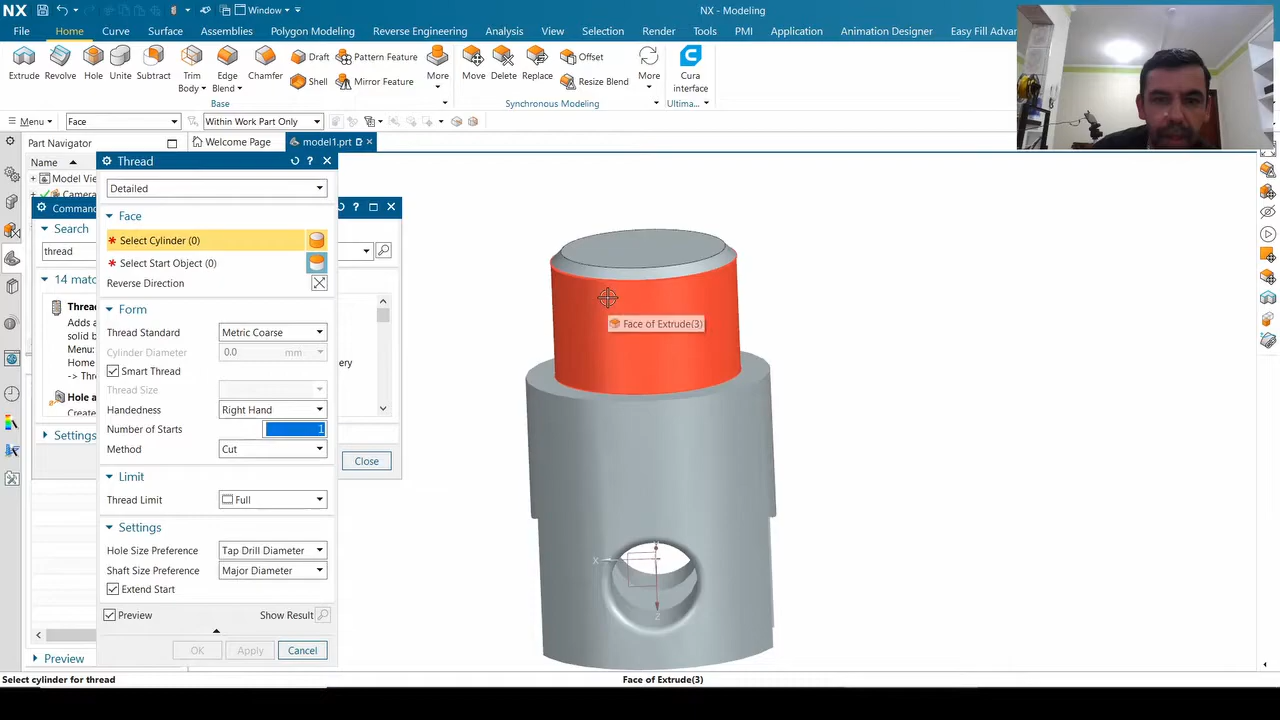 NX Window NX - Modeling
File Home Curve Surface Assemblies Polygon Modeling Reverse Engineering Analysis View Selection Render Tools PMI Application Animation Designer Easy Fill Advan
Extrude Revolve Hole Unite Subtract Trim Body Edge Blend Chamfer Draft Shell Pattern Feature Mirror Feature More Move Delete Replace Offset Resize Blend More Cura interface
Base Synchronous Modeling Ultima...
Menu Face Within Work Part Only
Part Navigator Welcome Page model1.prt
Name
Model Vie
Camera
Thread
Detailed
Face
Select Cylinder (0)
Select Start Object (0)
Reverse Direction
Form
Thread Standard Metric Coarse
Cylinder Diameter 0.0 mm
Smart Thread
Thread Size
Handedness Right Hand
Number of Starts 1
Method Cut
Limit
Thread Limit Full
Settings
Hole Size Preference Tap Drill Diameter
Shaft Size Preference Major Diameter
Extend Start
Preview Show Result
OK Apply Cancel
Comman
Search
thread
14 matc
Threa
Adds a
solid b
Menu:
Home
-> Thre
Hole a
Create
Settings
Close
Preview
Face of Extrude(3)
X
Z
Select cylinder for thread Face of Extrude(3)